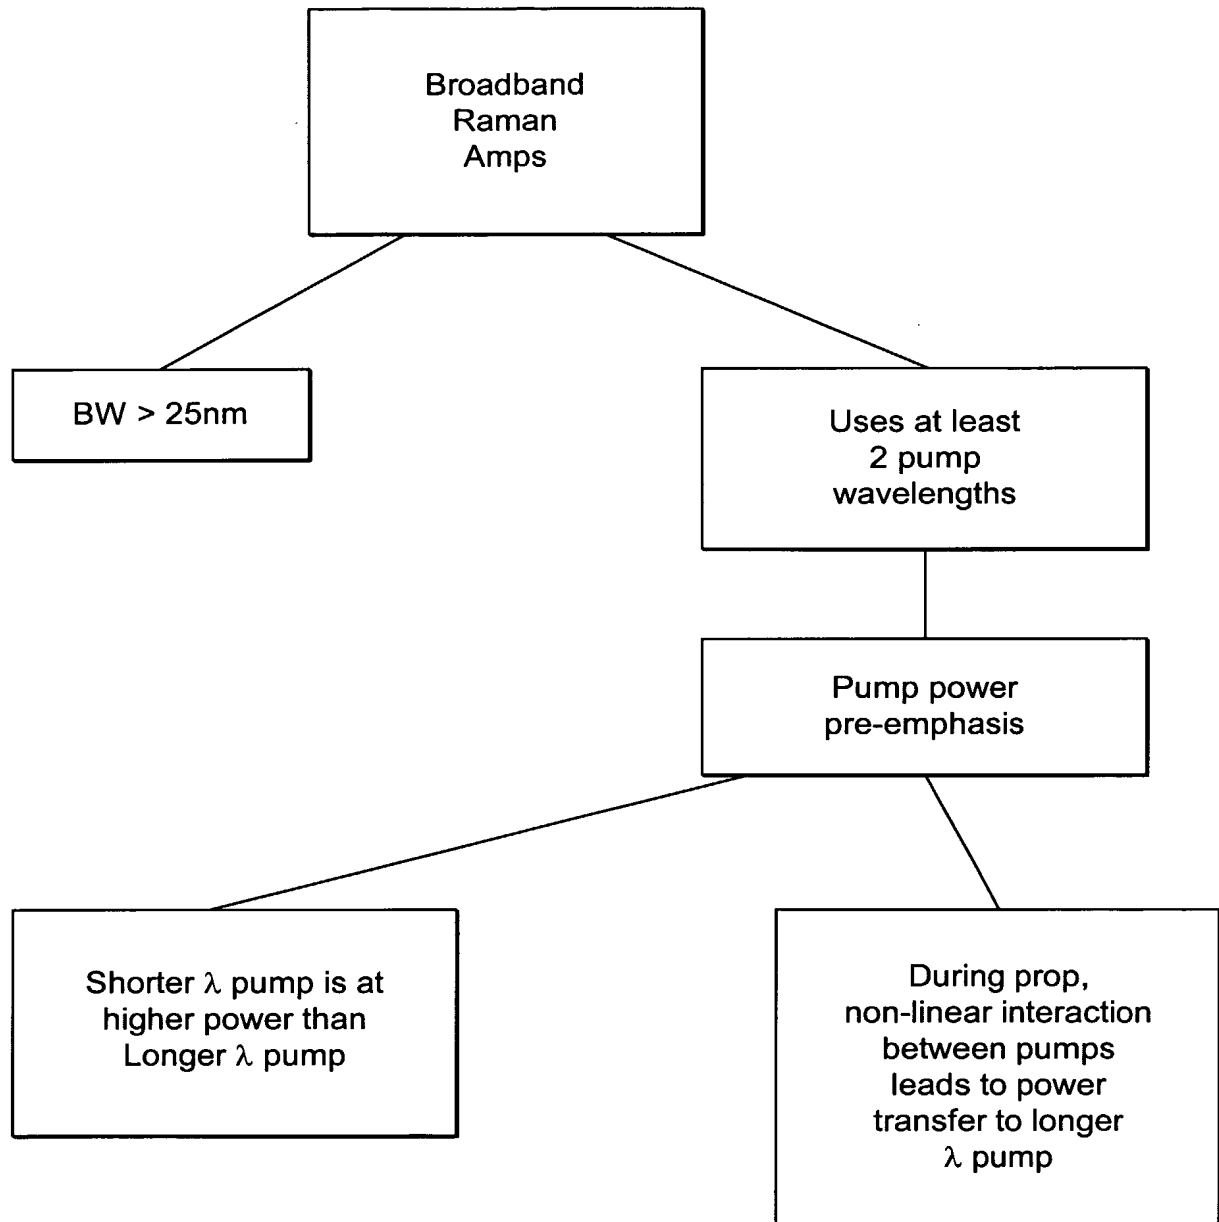 Broadband
Raman
Amps
BW > 25nm
Uses at least
2 pump
wavelengths
Pump power
pre-emphasis
Shorter λ pump is at
higher power than
Longer λ pump
During prop,
non-linear interaction
between pumps
leads to power
transfer to longer
λ pump